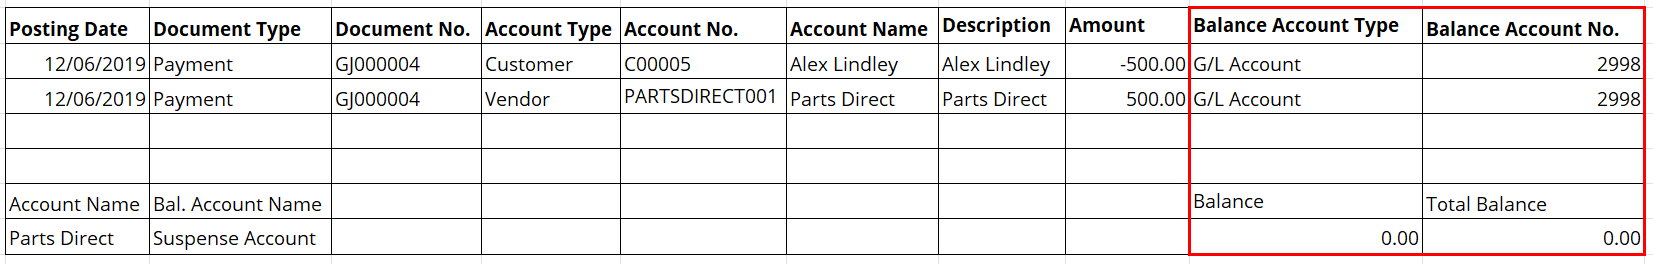 Posting Date Document Type Document No. Account Type Account No. Account Name Description Amount Balance Account Type Balance Account No.
12/06/2019 Payment GJ000004 Customer C00005 Alex Lindley Alex Lindley -500.00 G/L Account 2998
12/06/2019 Payment GJ000004 Vendor PARTSDIRECT001 Parts Direct Parts Direct 500.00 G/L Account 2998
Account Name Bal. Account Name Balance Total Balance
Parts Direct Suspense Account 0.00 0.00